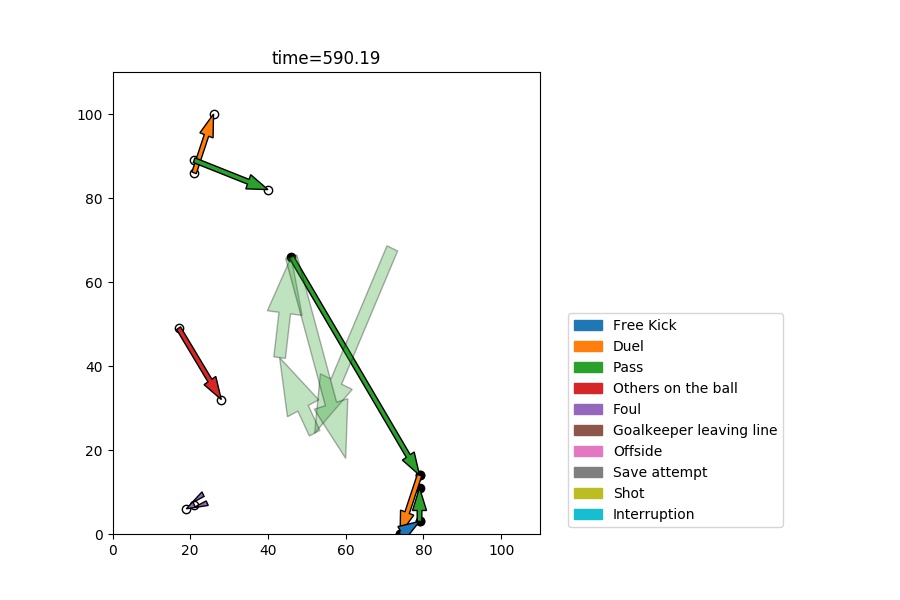 time=590.19
100
80
60
40
20
0
0 20 40 60 80 100
Free Kick
Duel
Pass
Others on the ball
Foul
Goalkeeper leaving line
Offside
Save attempt
Shot
Interruption